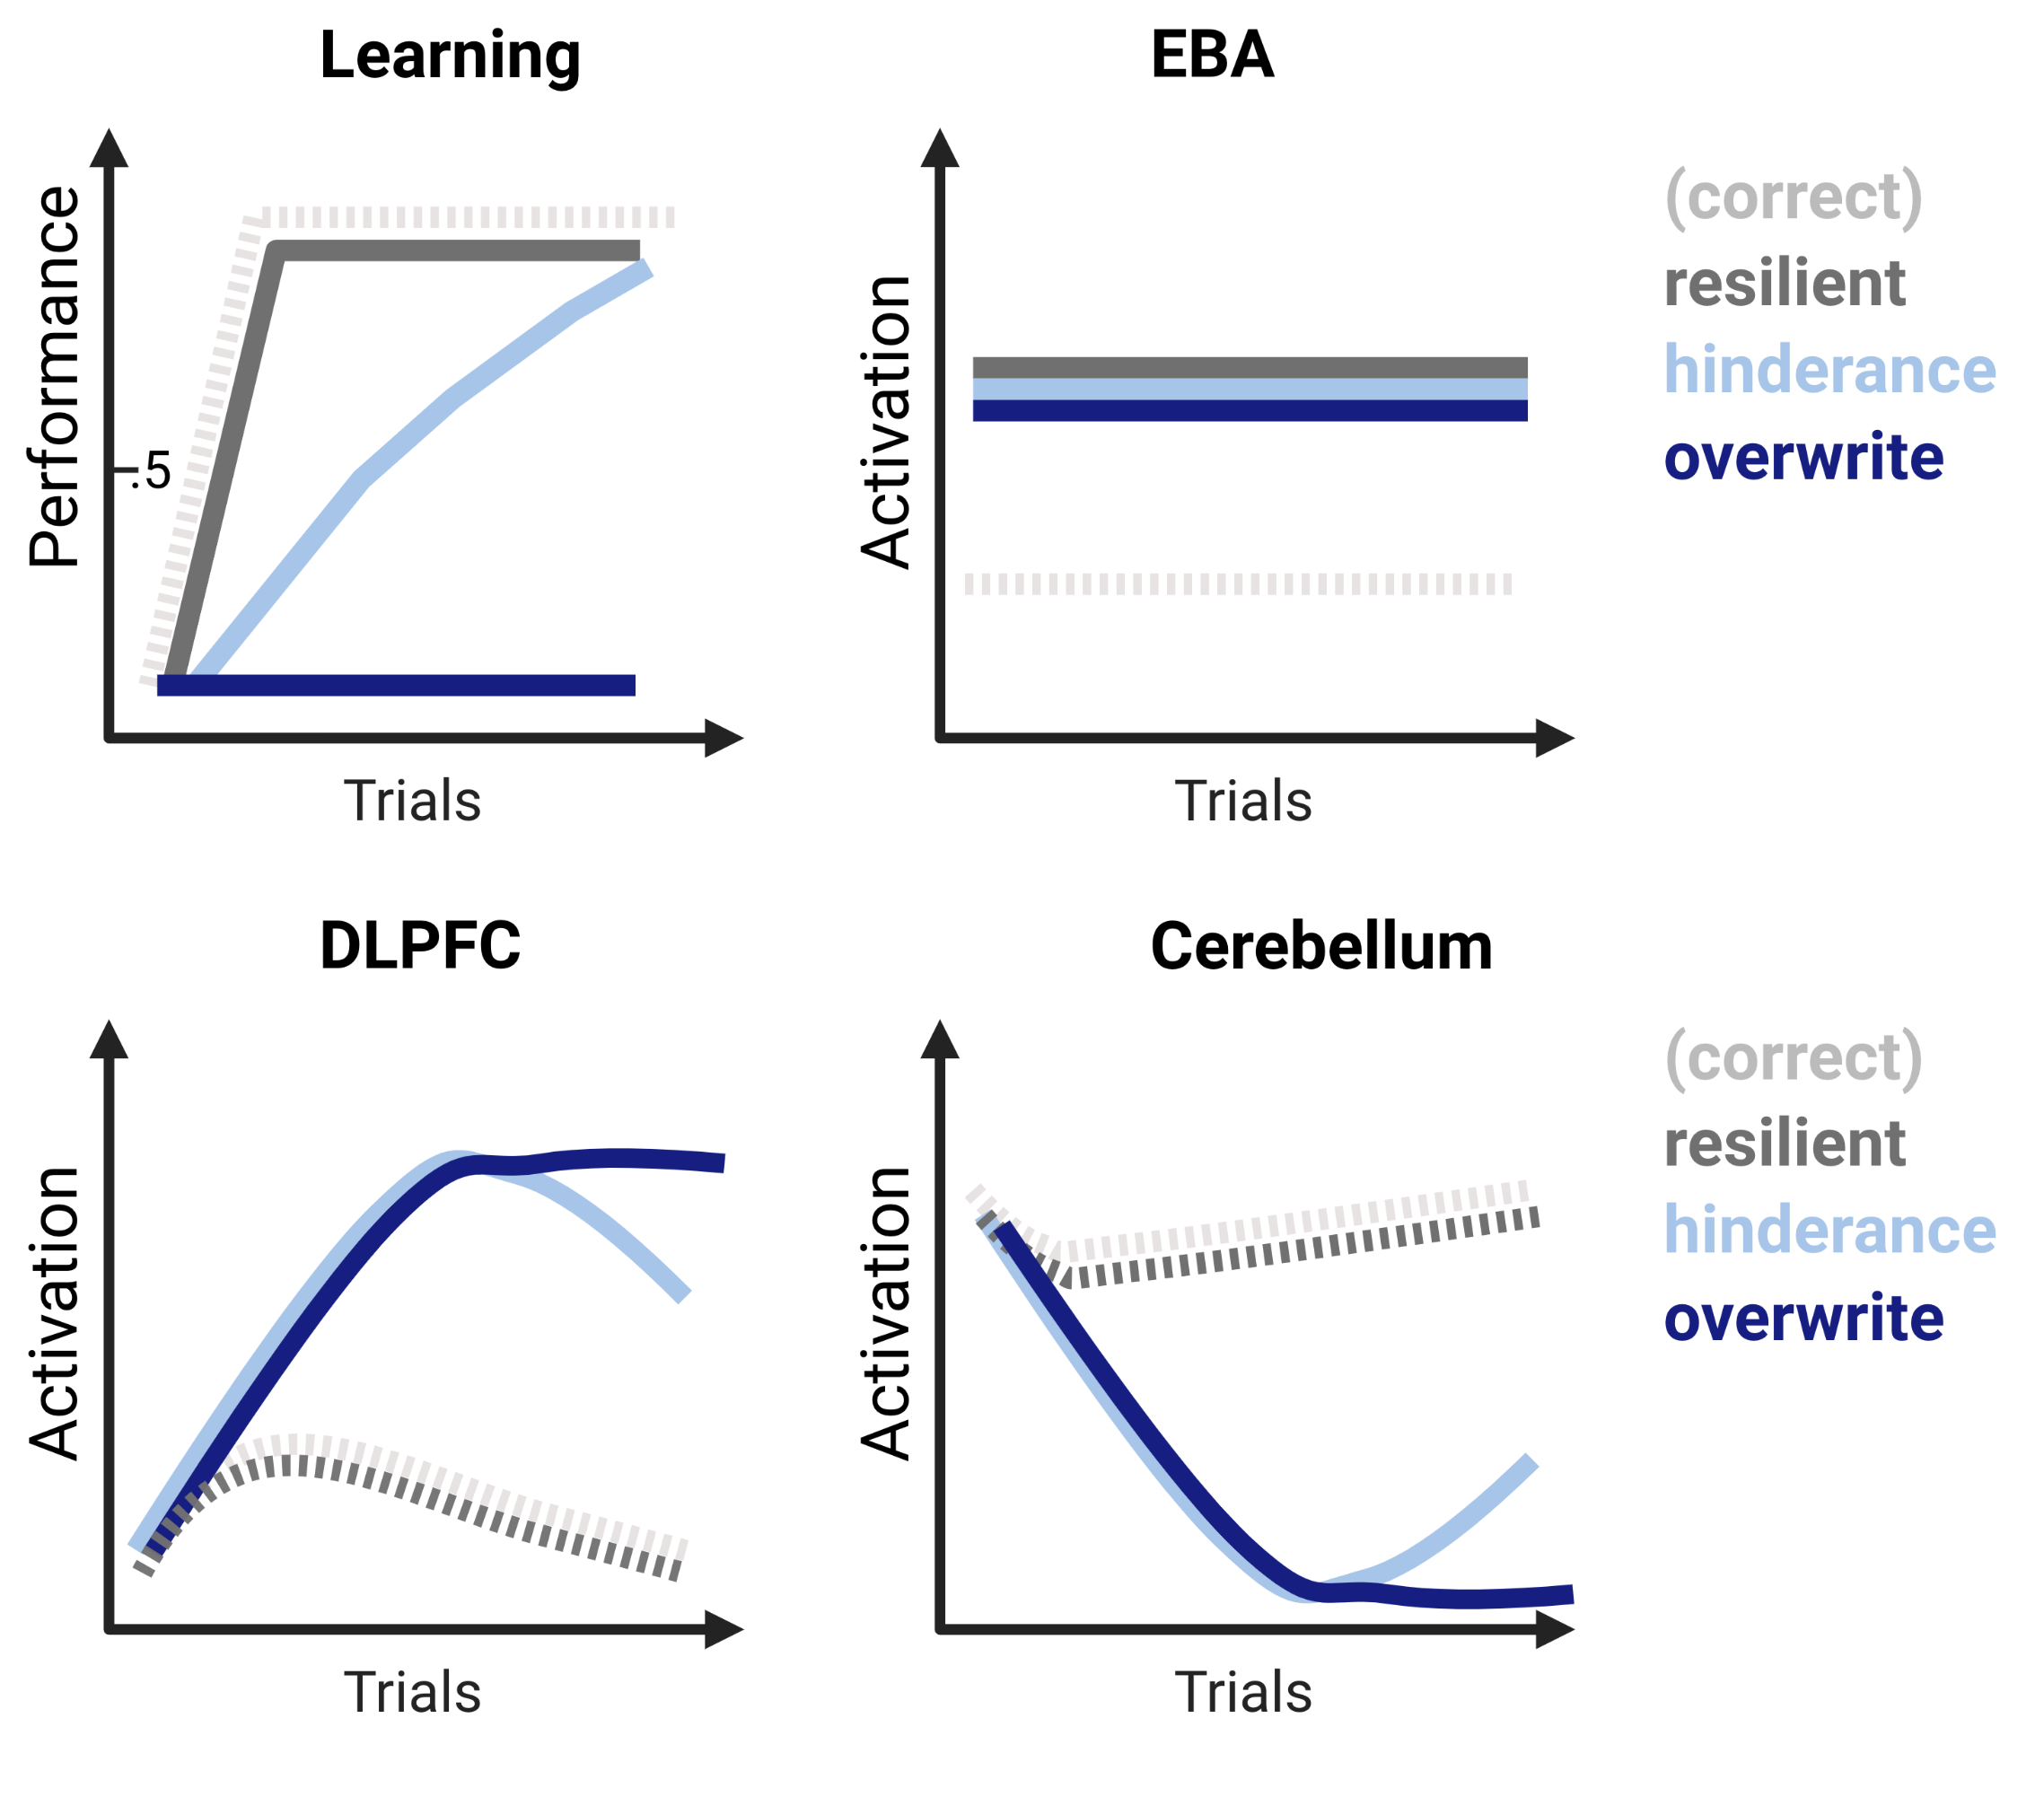 Learning
EBA
Performance
.5
Trials
Activation
Trials
(correct)
resilient
hinderance
overwrite
DLPFC
Cerebellum
Activation
Trials
Activation
Trials
(correct)
resilient
hinderance
overwrite